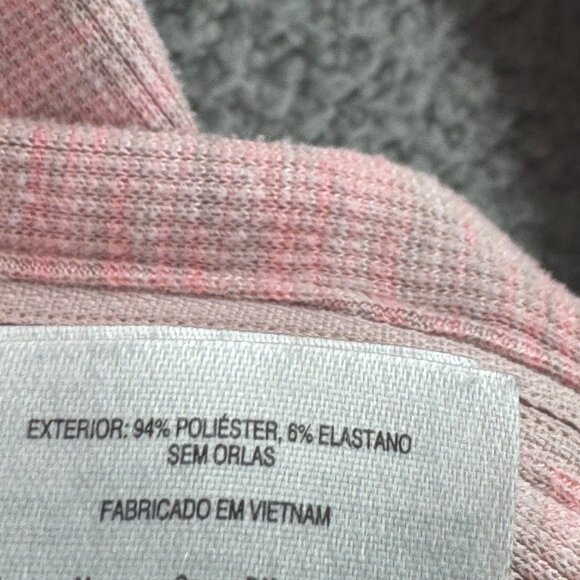 EXTERIOR: 94% POLIÉSTER, 6% ELASTANO
SEM ORLAS
FABRICADO EM VIETNAM